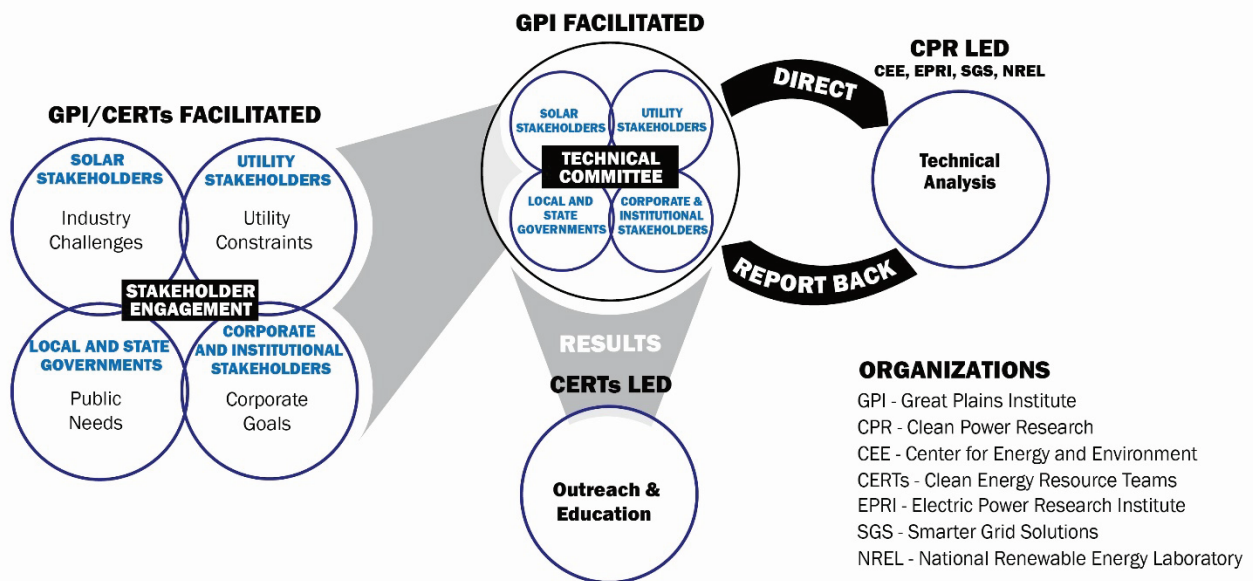 GPI/CERTs FACILITATED
SOLAR
STAKEHOLDERS
Industry
Challenges
UTILITY
STAKEHOLDERS
Utility
Constraints
STAKEHOLDER
ENGAGEMENT
LOCAL AND STATE
GOVERNMENTS
Public
Needs
CORPORATE
AND INSTITUTIONAL
STAKEHOLDERS
Corporate
Goals
GPI FACILITATED
SOLAR
STAKEHOLDERS
UTILITY
STAKEHOLDERS
TECHNICAL
COMMITTEE
LOCAL AND
STATE
GOVERNMENTS
CORPORATE &
INSTITUTIONAL
STAKEHOLDERS
DIRECT
CPR LED
CEE, EPRI, SGS, NREL
Technical
Analysis
REPORT BACK
RESULTS
CERTs LED
Outreach &
Education
ORGANIZATIONS
GPI - Great Plains Institute
CPR - Clean Power Research
CEE - Center for Energy and Environment
CERTs - Clean Energy Resource Teams
EPRI - Electric Power Research Institute
SGS - Smarter Grid Solutions
NREL - National Renewable Energy Laboratory